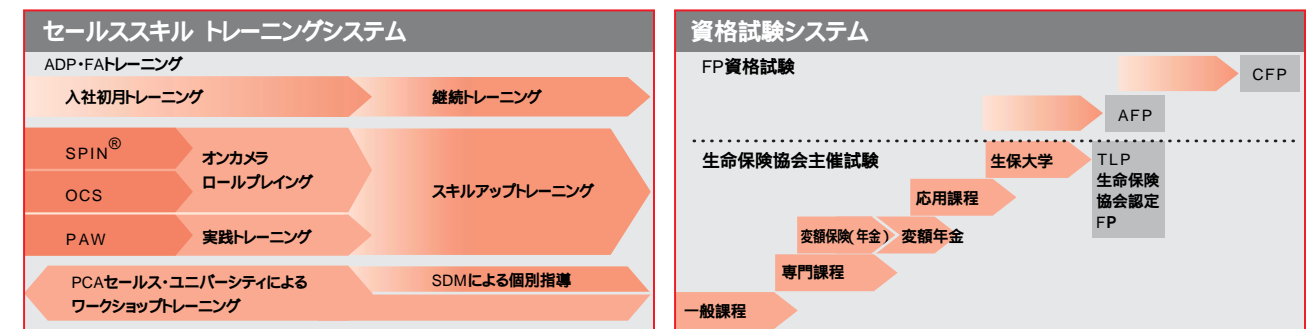 セールススキル トレーニングシステム
ADP・FAトレーニング
入社初月トレーニング
継続トレーニング
SPIN®
OCS
PAW
オンカメラ
ロールプレイング
実践トレーニング
スキルアップトレーニング
PCAセールス・ユニバーシティによる
ワークショップトレーニング
SDMによる個別指導
資格試験システム
FP資格試験
CFP
AFP
生命保険協会主催試験
生保大学
TLP
生命保険
協会認定
FP
応用課程
変額保険(年金)
変額年金
専門課程
一般課程